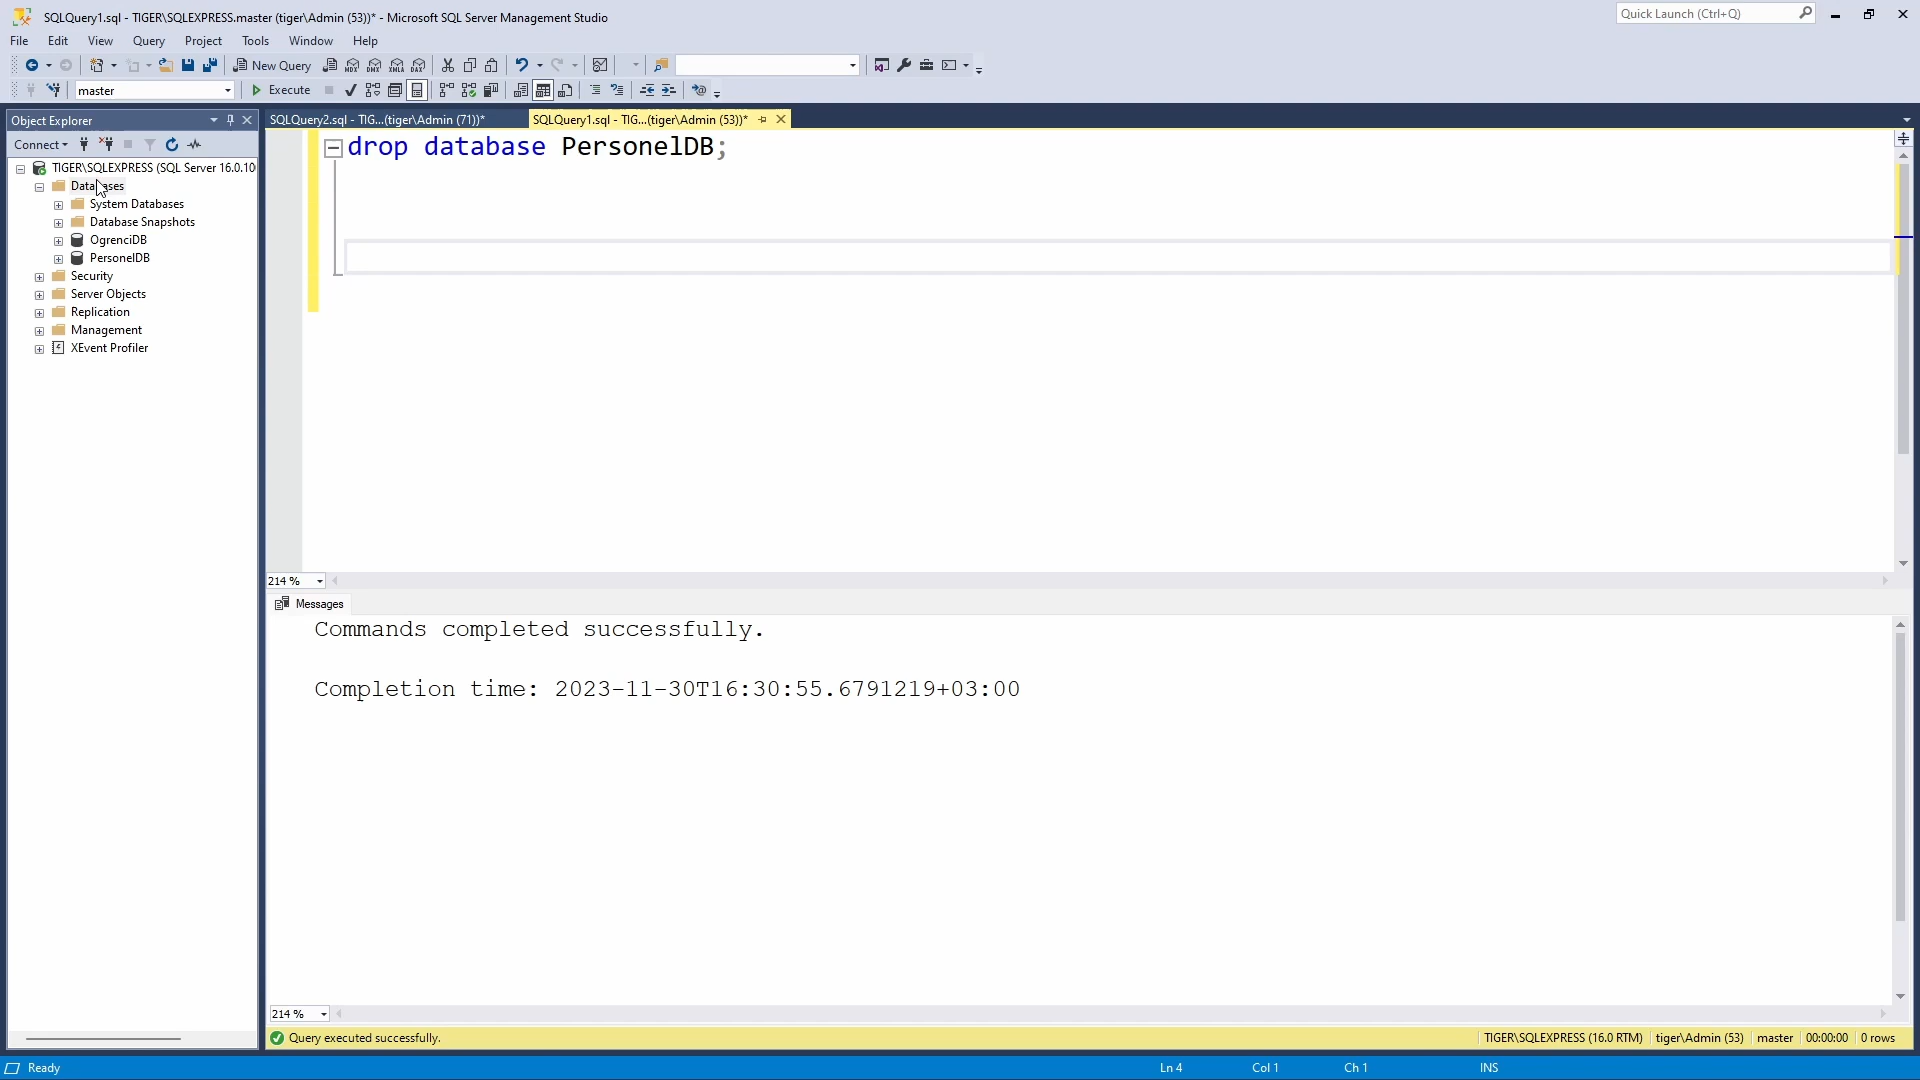 SQLQuery1.sql - TIGER\SQLEXPRESS.master (tiger\Admin (53))* - Microsoft SQL Server Management Studio
Quick Launch (Ctrl+Q)
File Edit View Query Project Tools Window Help
New Query
MDX DMX XMLA DAX
master
Execute
Object Explorer
SQLQuery2.sql - TIG...(tiger\Admin (71))*
SQLQuery1.sql - TIG...(tiger\Admin (53))*
Connect
TIGER\SQLEXPRESS (SQL Server 16.0.10
Databases
System Databases
Database Snapshots
OgrenciDB
PersonelDB
Security
Server Objects
Replication
Management
XEvent Profiler
drop database PersonelDB;
214 %
Messages
Commands completed successfully.
Completion time: 2023-11-30T16:30:55.6791219+03:00
214 %
Query executed successfully.
TIGER\SQLEXPRESS (16.0 RTM) tiger\Admin (53) master 00:00:00 0 rows
Ready
Ln 4 Col 1 Ch 1 INS